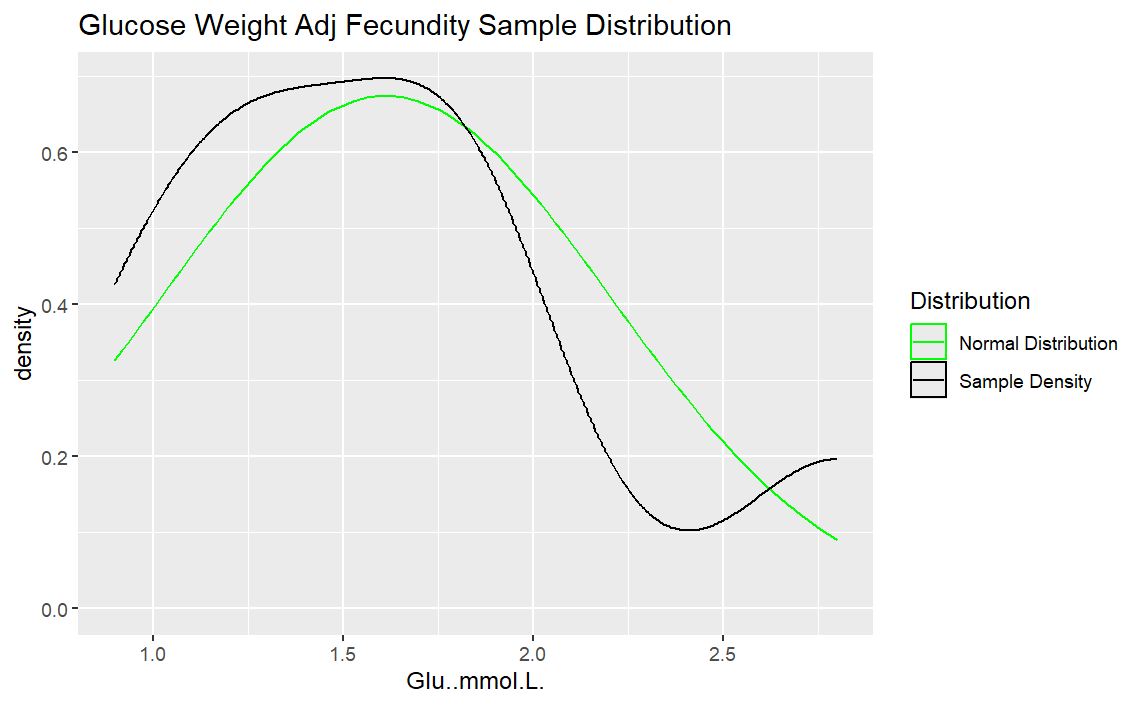 Glucose Weight Adj Fecundity Sample Distribution
0.6
0.4
0.2
0.0
density
1.0 1.5 2.0 2.5
Glu..mmol.L.
Distribution
Normal Distribution
Sample Density